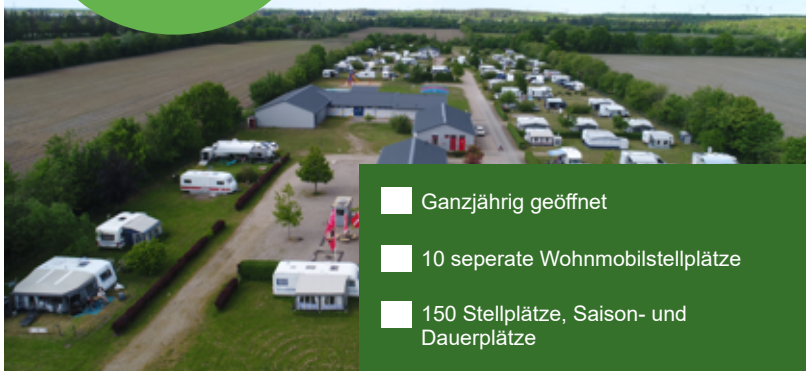 Ganzjährig geöffnet
10 seperate Wohnmobilstellplätze
150 Stellplätze, Saison- und
Dauerplätze